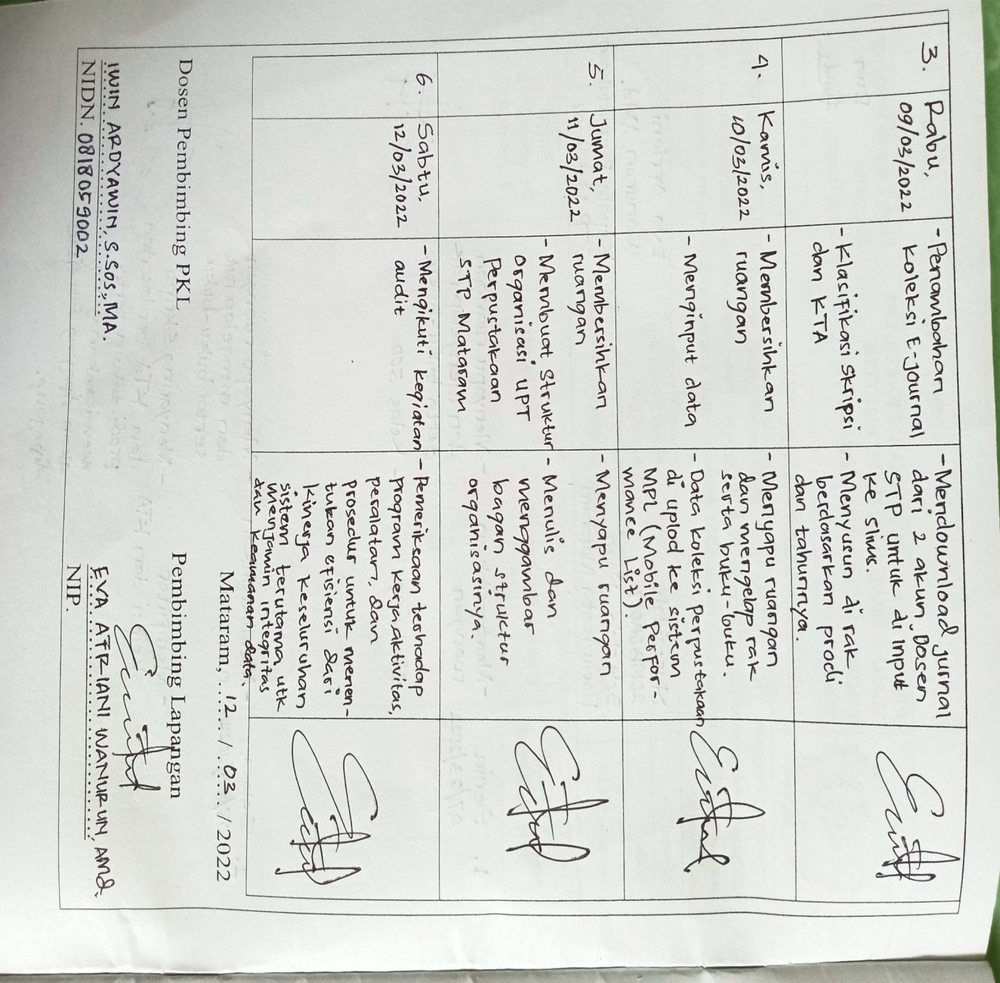 3.
Rabu,
09/03/2022
- Penambahan
Koleksi E-journal
- Klasifikasi Skripsi
dan KTA
- Mendownload jurnal
dari 2 akun Dosen
STP untuk di input
ke slims.
- Menyusun di rak
berdasarkan prodi
dan tahunnya.
4.
Kamis,
10/03/2022
- Membersihkan
ruangan
- Menginput data
- Menyapu ruangan
dan mengelap rak
serta buku-buku.
- Data koleksi perpustakaan
di uplod ke sistem
MPL (Mobile Perfor-
mance List).
5.
Jumat,
11/03/2022
- Membersihkan
ruangan
- Membuat Struktur
organisasi UPT
Perpustakaan
STP Mataram
- Menyapu ruangan
- Menulis dan
menggambar
bagan struktur
organisasinya.
6.
Sabtu,
12/03/2022
- Mengikuti kegiatan
audit
- Pemeriksaan terhadap
program kerja, aktivitas,
peralatan, dan
prosedur untuk menen-
tukan efisiensi dari
kinerja keseluruhan
sistem terutama utk
menjamin integritas
dan keamanan data.
Mataram, 12 / 03 / 2022
Dosen Pembimbing PKL
IWIN ARDYAWIN, S.Sos, MA.
NIDN. 0818059002
Pembimbing Lapangan
EVA ATRIANI WANURUN, AMd.
NIP.